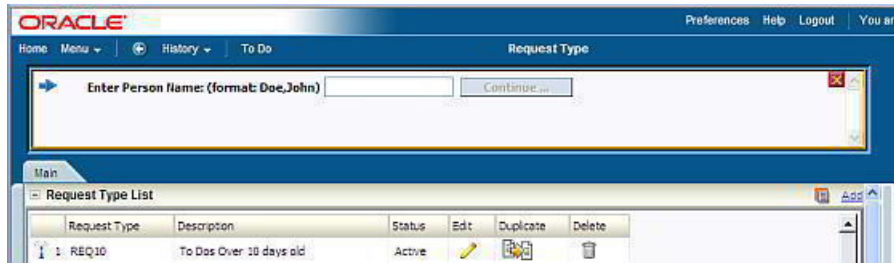 ORACLE
Preferences Help Logout You ar
Home Menu History To Do Request Type
Enter Person Name: (format: Doe,John) Continue ...
Main
Request Type List Add
Request Type Description Status Edit Duplicate Delete
1 REQ10 To Dos Over 10 days old Active